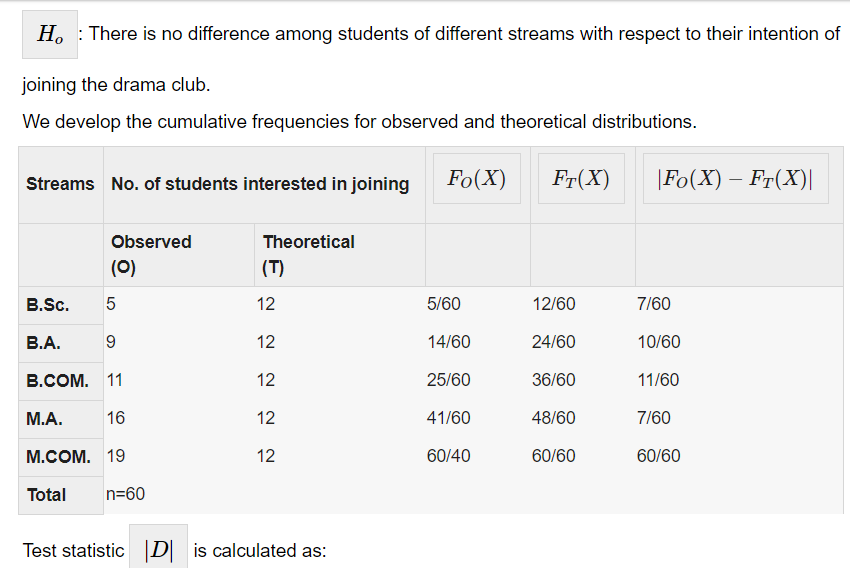 H₀ : There is no difference among students of different streams with respect to their intention of
joining the drama club.
We develop the cumulative frequencies for observed and theoretical distributions.
Streams No. of students interested in joining F_O(X) F_T(X) |F_O(X) − F_T(X)|
Observed (O) Theoretical (T)
B.Sc. 5 12 5/60 12/60 7/60
B.A. 9 12 14/60 24/60 10/60
B.COM. 11 12 25/60 36/60 11/60
M.A. 16 12 41/60 48/60 7/60
M.COM. 19 12 60/40 60/60 60/60
Total n=60
Test statistic |D| is calculated as: